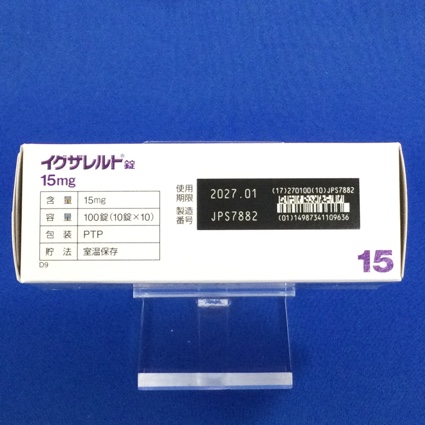 イグザレルト錠
15mg
含量 15mg
容量 100錠(10錠×10)
包装 PTP
貯法 室温保存
D9
使用期限 2027.01
製造番号 JPS7882
(17)270100(10)JPS7882
(01)14987341109636
15